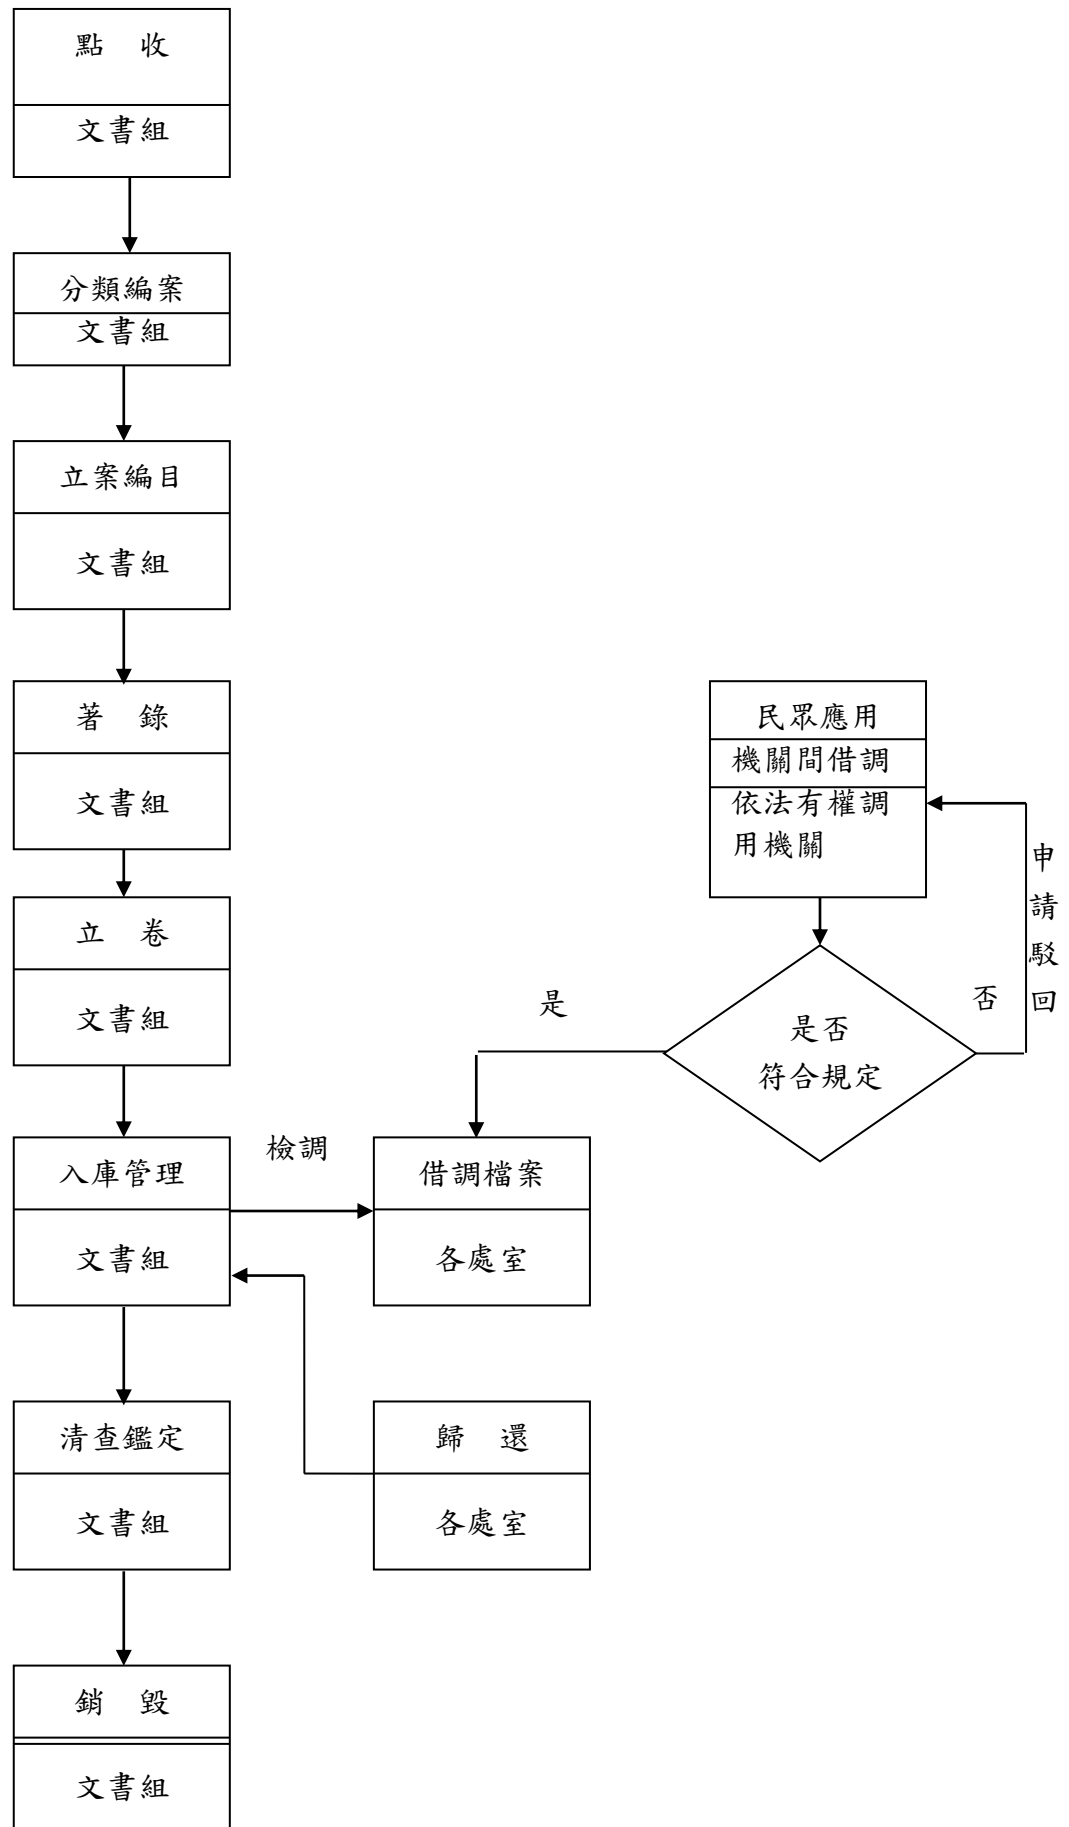 點　收
文書組
分類編案
文書組
立案編目
文書組
著　錄
文書組
立　卷
文書組
入庫管理
文書組
清查鑑定
文書組
銷　毀
文書組
檢調
借調檔案
各處室
歸　還
各處室
民眾應用
機關間借調
依法有權調
用機關
是否
符合規定
是
否
申請駁回